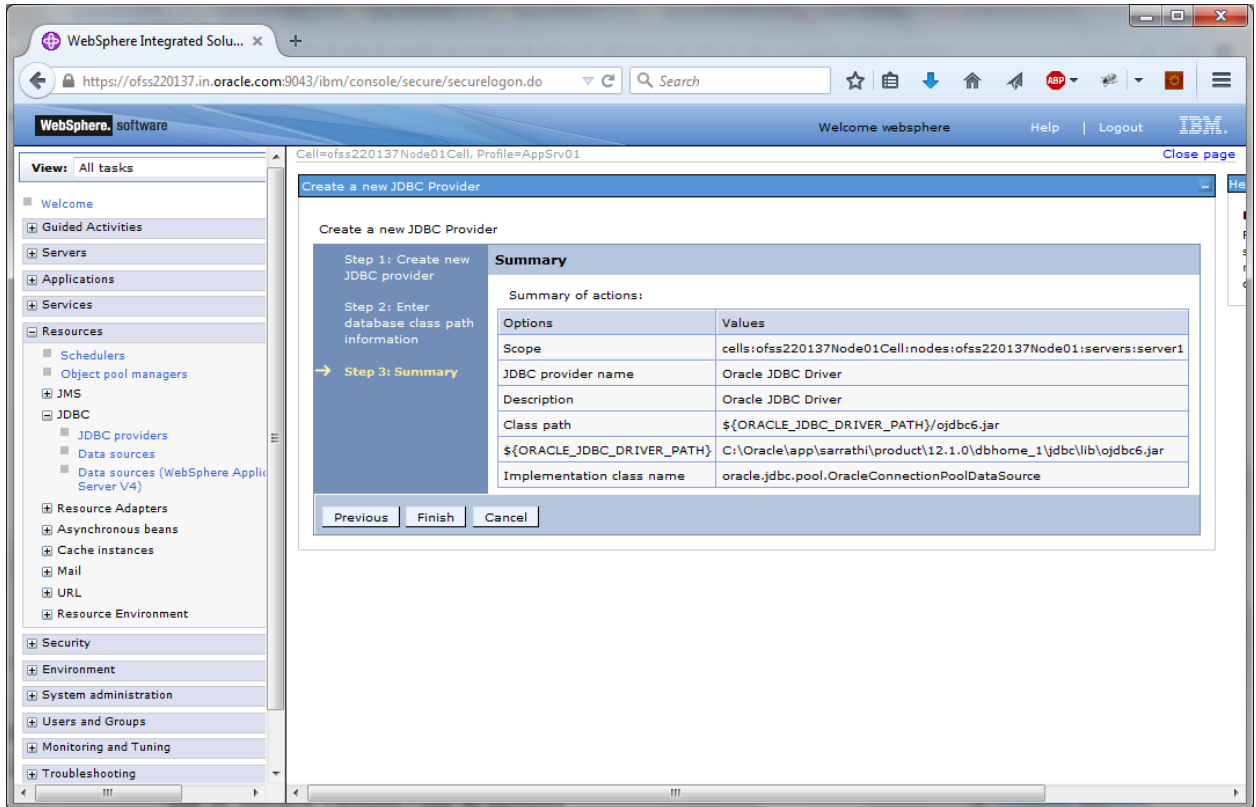 WebSphere Integrated Solu...
https://ofss220137.in.oracle.com:9043/ibm/console/secure/securelogon.do
Search
ABP
WebSphere. software
Welcome websphere
Help | Logout
IBM.
View: All tasks
Welcome
Guided Activities
Servers
Applications
Services
Resources
Schedulers
Object pool managers
JMS
JDBC
JDBC providers
Data sources
Data sources (WebSphere Applic
Server V4)
Resource Adapters
Asynchronous beans
Cache instances
Mail
URL
Resource Environment
Security
Environment
System administration
Users and Groups
Monitoring and Tuning
Troubleshooting
Cell=ofss220137Node01Cell, Profile=AppSrv01
Close page
Create a new JDBC Provider
He
Create a new JDBC Provider
Step 1: Create new
JDBC provider
Step 2: Enter
database class path
information
Step 3: Summary
Summary
Summary of actions:
Options Values
Scope cells:ofss220137Node01Cell:nodes:ofss220137Node01:servers:server1
JDBC provider name Oracle JDBC Driver
Description Oracle JDBC Driver
Class path ${ORACLE_JDBC_DRIVER_PATH}/ojdbc6.jar
${ORACLE_JDBC_DRIVER_PATH} C:\Oracle\app\sarrathi\product\12.1.0\dbhome_1\jdbc\lib\ojdbc6.jar
Implementation class name oracle.jdbc.pool.OracleConnectionPoolDataSource
Previous Finish Cancel